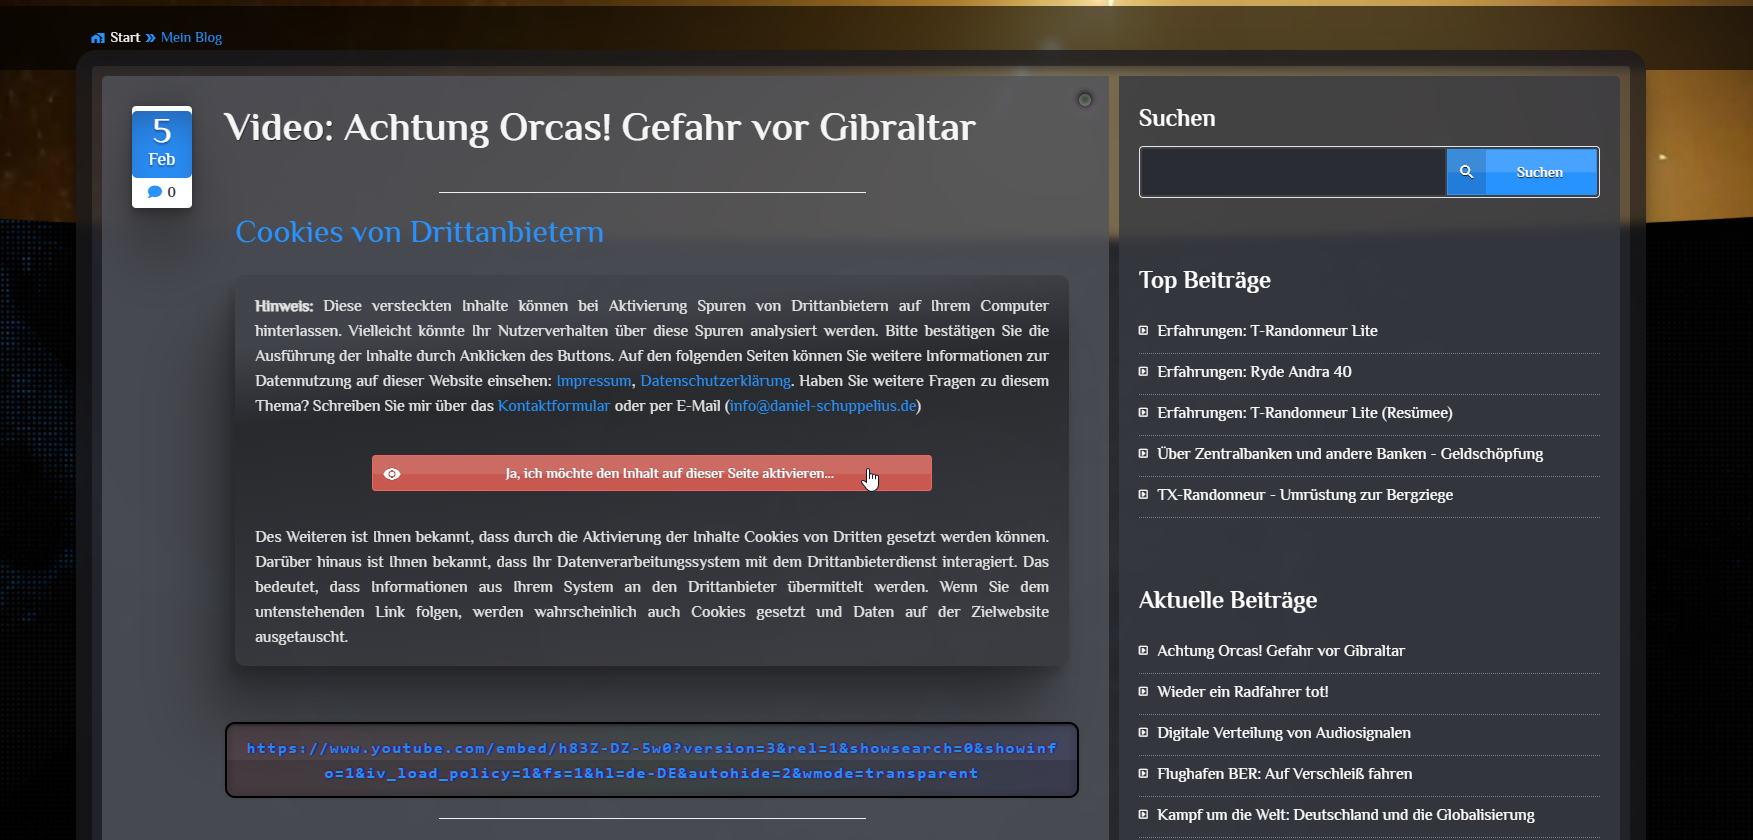 Start » Mein Blog
5
Feb
0
Video: Achtung Orcas! Gefahr vor Gibraltar
Cookies von Drittanbietern
Hinweis: Diese versteckten Inhalte können bei Aktivierung Spuren von Drittanbietern auf Ihrem Computer
hinterlassen. Vielleicht könnte Ihr Nutzerverhalten über diese Spuren analysiert werden. Bitte bestätigen Sie die
Ausführung der Inhalte durch Anklicken des Buttons. Auf den folgenden Seiten können Sie weitere Informationen zur
Datennutzung auf dieser Website einsehen: Impressum, Datenschutzerklärung. Haben Sie weitere Fragen zu diesem
Thema? Schreiben Sie mir über das Kontaktformular oder per E-Mail (info@daniel-schuppelius.de)
Ja, ich möchte den Inhalt auf dieser Seite aktivieren...
Des Weiteren ist Ihnen bekannt, dass durch die Aktivierung der Inhalte Cookies von Dritten gesetzt werden können.
Darüber hinaus ist Ihnen bekannt, dass Ihr Datenverarbeitungssystem mit dem Drittanbieterdienst interagiert. Das
bedeutet, dass Informationen aus Ihrem System an den Drittanbieter übermittelt werden. Wenn Sie dem
untenstehenden Link folgen, werden wahrscheinlich auch Cookies gesetzt und Daten auf der Zielwebsite
ausgetauscht.
https://www.youtube.com/embed/h83Z-DZ-5w0?version=3&rel=1&showsearch=0&showinf
o=1&iv_load_policy=1&fs=1&hl=de-DE&autohide=2&wmode=transparent
Suchen
Suchen
Top Beiträge
Erfahrungen: T-Randonneur Lite
Erfahrungen: Ryde Andra 40
Erfahrungen: T-Randonneur Lite (Resümee)
Über Zentralbanken und andere Banken - Geldschöpfung
TX-Randonneur - Umrüstung zur Bergziege
Aktuelle Beiträge
Achtung Orcas! Gefahr vor Gibraltar
Wieder ein Radfahrer tot!
Digitale Verteilung von Audiosignalen
Flughafen BER: Auf Verschleiß fahren
Kampf um die Welt: Deutschland und die Globalisierung